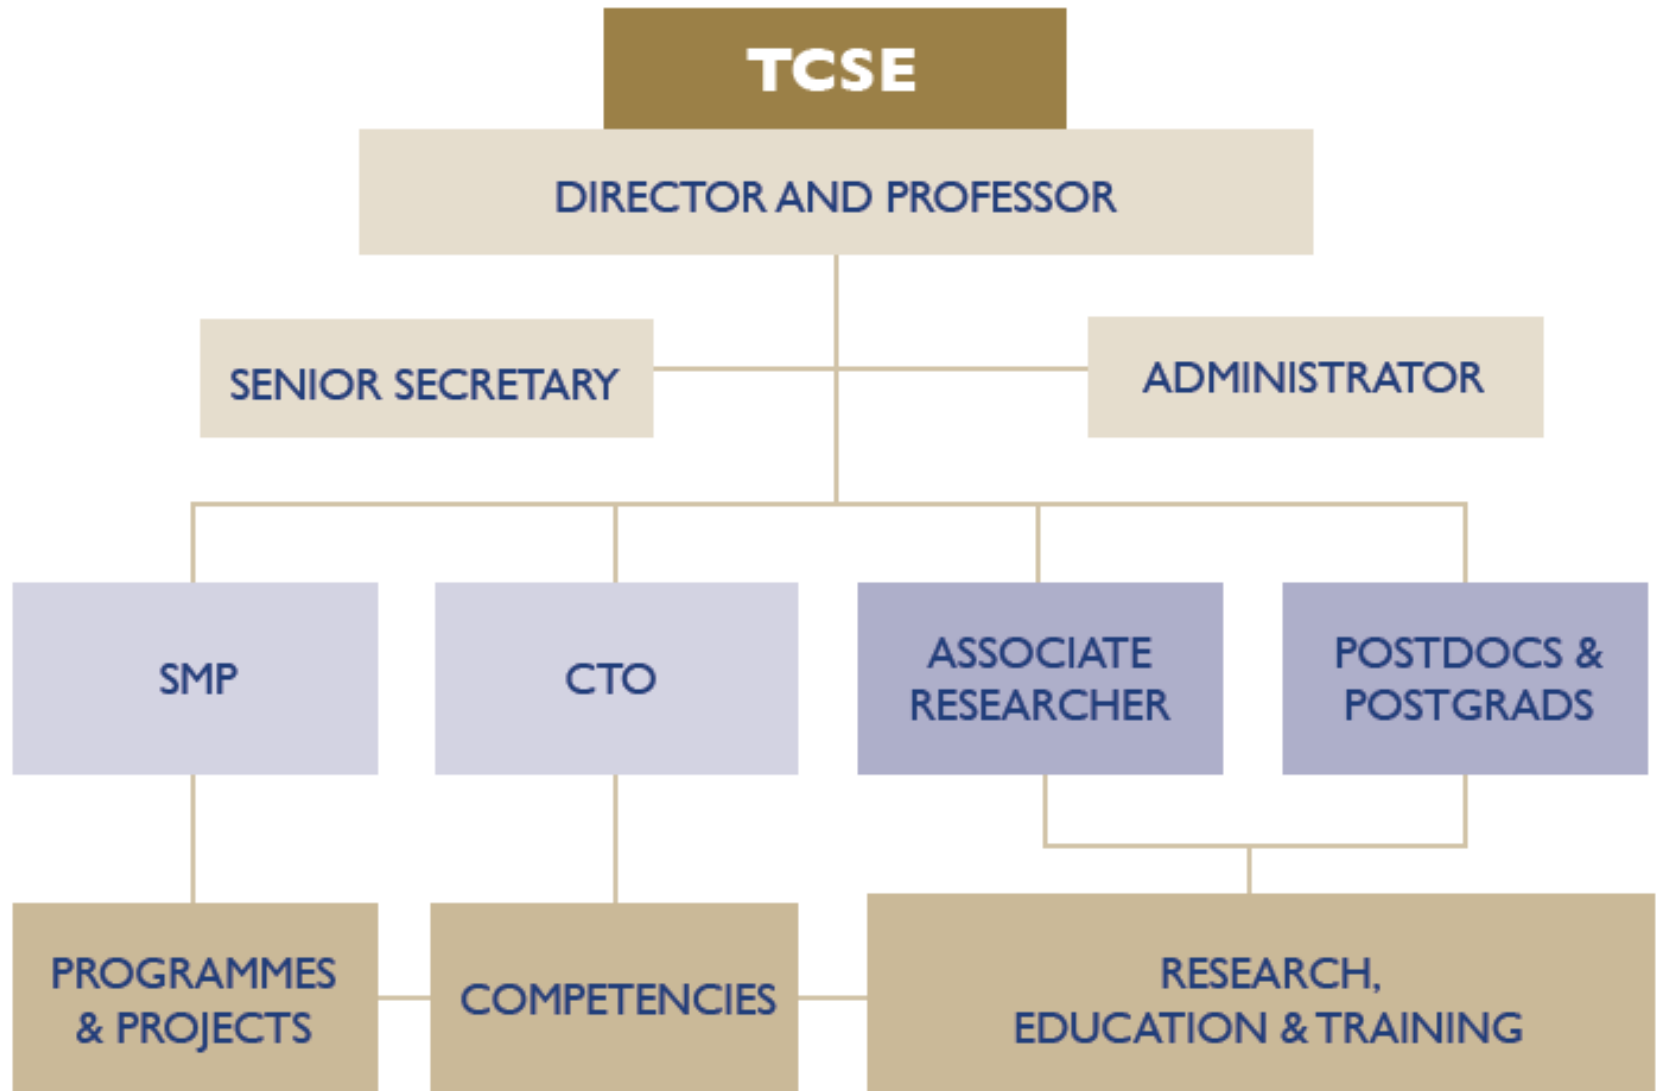 TCSE
DIRECTOR AND PROFESSOR
SENIOR SECRETARY
ADMINISTRATOR
SMP
CTO
ASSOCIATE
RESEARCHER
POSTDOCS &
POSTGRADS
PROGRAMMES
& PROJECTS
COMPETENCIES
RESEARCH,
EDUCATION & TRAINING